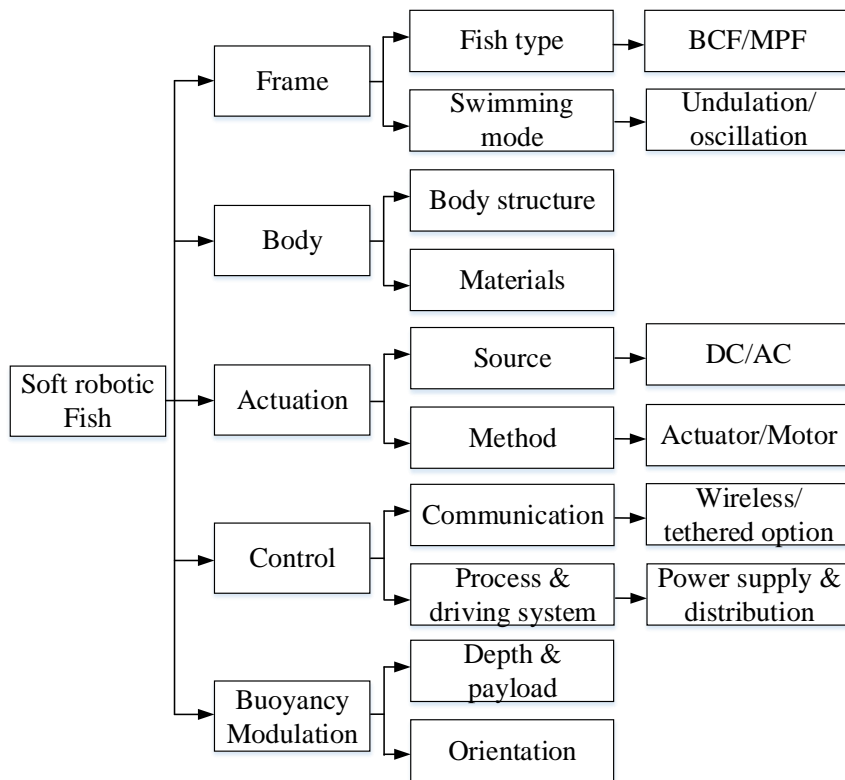 Soft robotic
Fish
Frame
Fish type
BCF/MPF
Swimming
mode
Undulation/
oscillation
Body
Body structure
Materials
Actuation
Source
DC/AC
Method
Actuator/Motor
Control
Communication
Wireless/
tethered option
Process &
driving system
Power supply &
distribution
Buoyancy
Modulation
Depth &
payload
Orientation